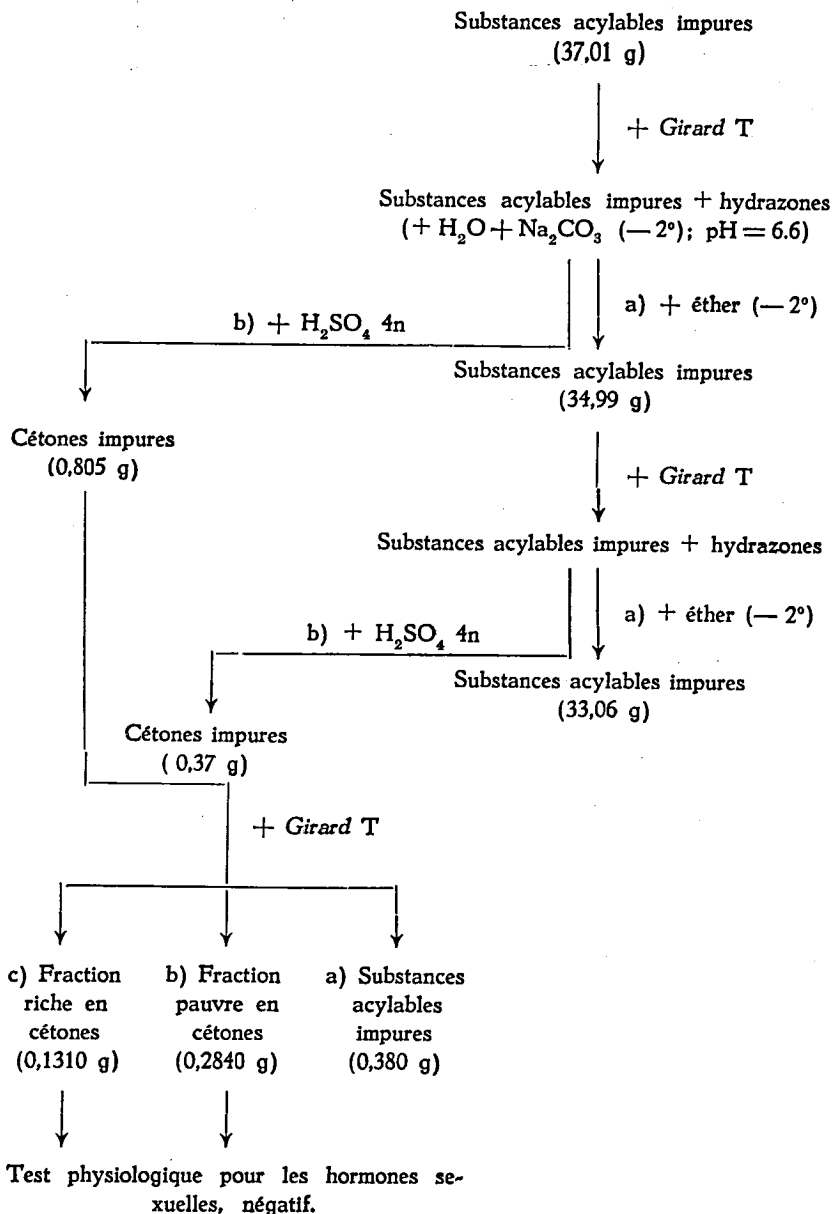 Substances acylables impures
(37,01 g)
+ Girard T
Substances acylables impures + hydrazones
(+ H₂O + Na₂CO₃ (— 2°); pH = 6.6)
a) + éther (— 2°)
b) + H₂SO₄ 4n
Substances acylables impures
(34,99 g)
Cétones impures
(0,805 g)
+ Girard T
Substances acylables impures + hydrazones
a) + éther (— 2°)
b) + H₂SO₄ 4n
Substances acylables impures
(33,06 g)
Cétones impures
( 0,37 g)
+ Girard T
c) Fraction
riche en
cétones
(0,1310 g)
b) Fraction
pauvre en
cétones
(0,2840 g)
a) Substances
acylables
impures
(0,380 g)
Test physiologique pour les hormones se-
xuelles, négatif.